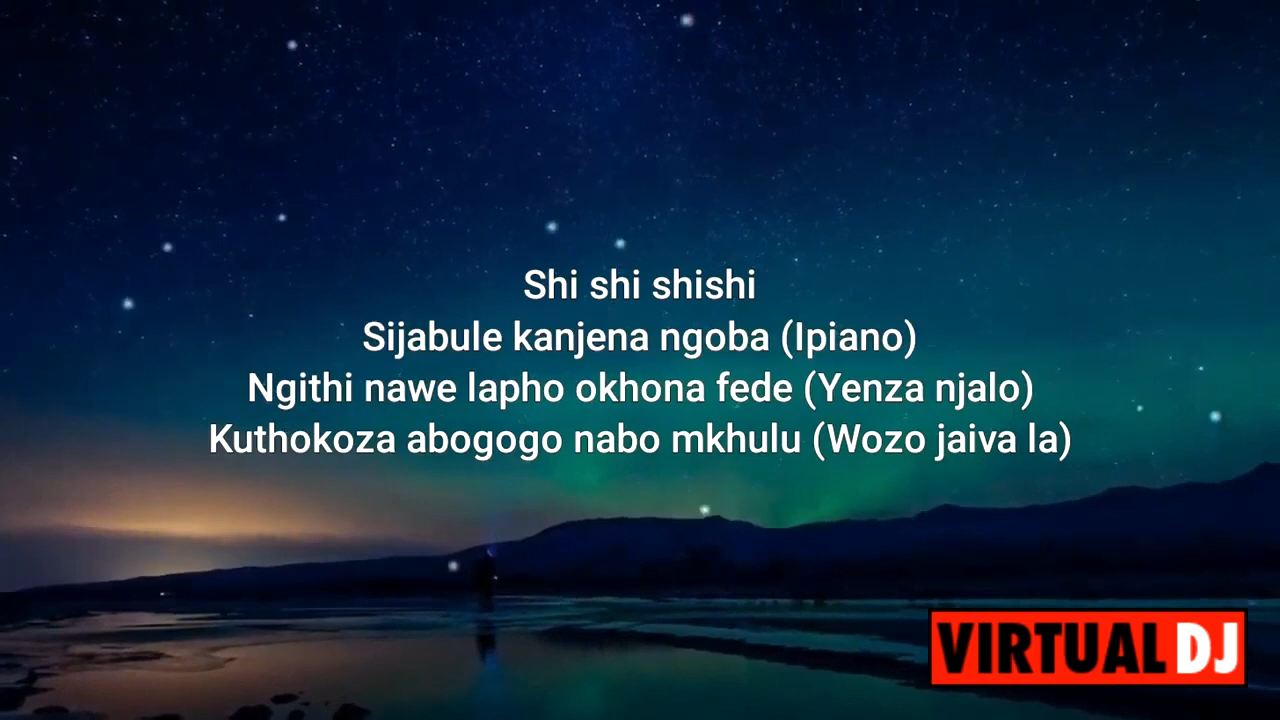 Shi shi shishi
Sijabule kanjena ngoba (Ipiano)
Ngithi nawe lapho okhona fede (Yenza njalo)
Kuthokoza abogogo nabo mkhulu (Wozo jaiva la)
VIRTUAL DJ